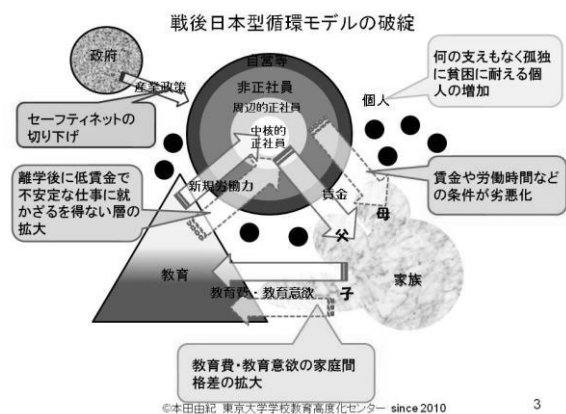 戦後日本型循環モデルの破綻
政府
産業政策
自営等
非正社員
周辺的正社員
中核的
正社員
個人
何の支えもなく孤独
に貧困に耐える個
人の増加
セーフティネットの
切り下げ
離学後に低賃金で
不安定な仕事に就
かざるを得ない層の
拡大
新規労働力
賃金
賃金や労働時間など
の条件が劣悪化
母
父
教育
家族
子
教育費・教育意欲
教育費・教育意欲の家庭間
格差の拡大
©本田由紀 東京大学学校教育高度化センター since 2010
3